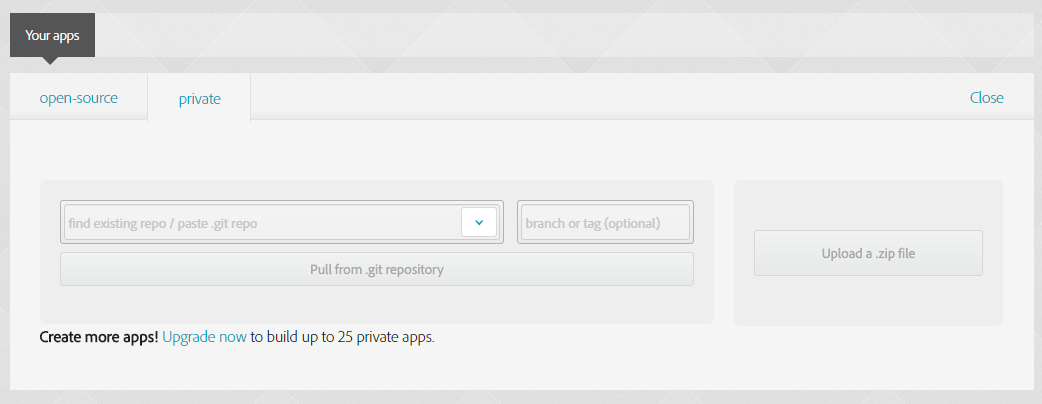 Your apps
open-source
private
Close
find existing repo / paste .git repo
branch or tag (optional)
Pull from .git repository
Upload a .zip file
Create more apps! Upgrade now to build up to 25 private apps.